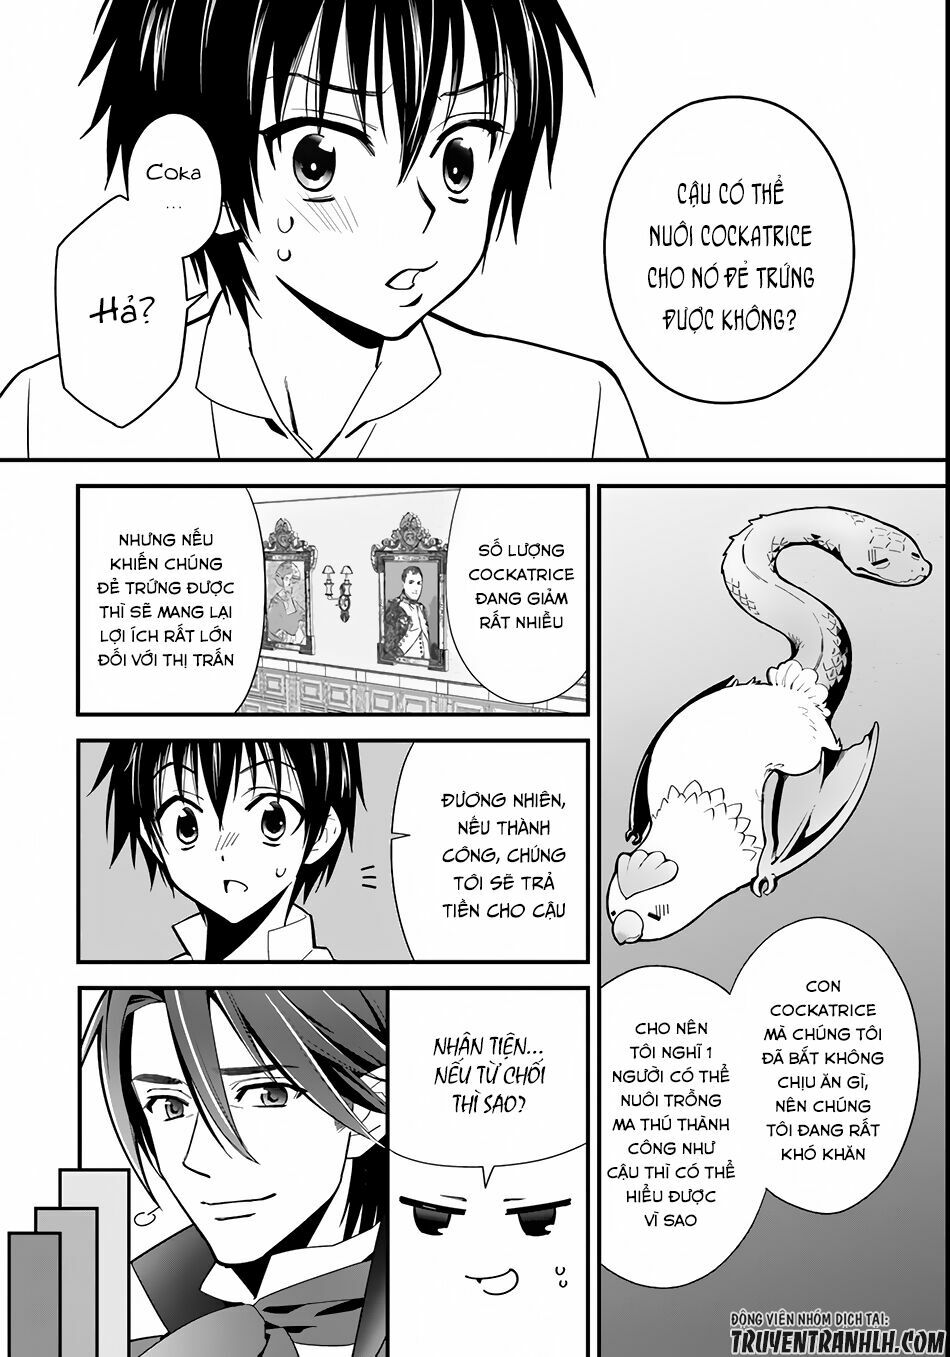 CẬU CÓ THỂ
NUÔI COCKATRICE
CHO NÓ ĐẺ TRỨNG
ĐƯỢC KHÔNG?
Coka
...
Hả?
CON
COCKATRICE
MÀ CHÚNG TÔI
ĐÃ BẮT KHÔNG
CHỊU ĂN GÌ,
NÊN CHÚNG
TÔI ĐANG RẤT
KHÓ KHĂN
CHO NÊN
TÔI NGHĨ 1
NGƯỜI CÓ THỂ
NUÔI TRỒNG
MA THÚ THÀNH
CÔNG NHƯ
CẬU THÌ CÓ THỂ
HIỂU ĐƯỢC
VÌ SAO
SỐ LƯỢNG
COCKATRICE
ĐANG GIẢM
RẤT NHIỀU
NHƯNG NẾU
KHIẾN CHÚNG
ĐẺ TRỨNG ĐƯỢC
THÌ SẼ MANG LẠI
LỢI ÍCH RẤT LỚN
ĐỐI VỚI THỊ TRẤN
ĐƯƠNG NHIÊN,
NẾU THÀNH
CÔNG, CHÚNG
TÔI SẼ TRẢ
TIỀN CHO CẬU
NHÂN TIỆN...
NẾU TỪ CHỐI
THÌ SAO?
ĐỘNG VIÊN NHÓM DỊCH TẠI:
TRUYENTRANHLH.COM